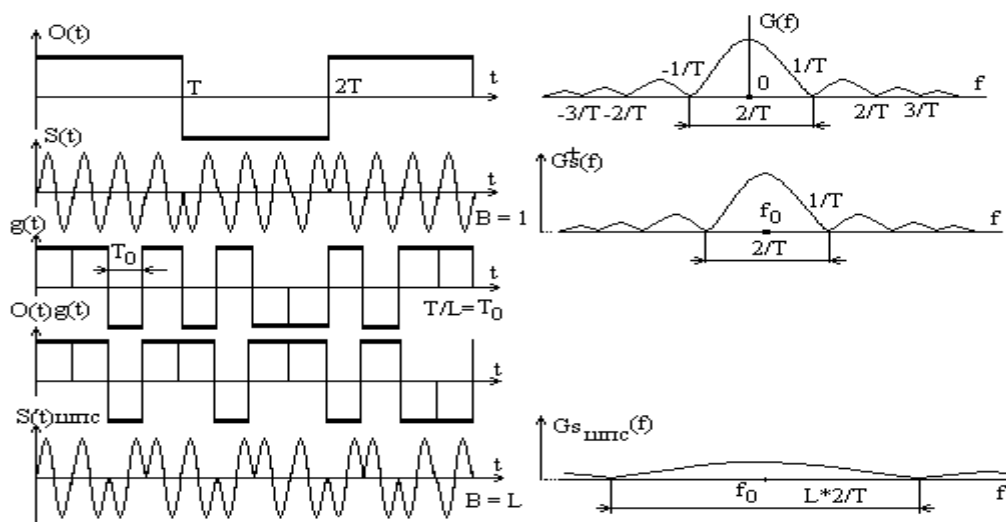 O(t)
T
2T
t
G(f)
-1/T
1/T
0
f
-3/T
-2/T
2/T
2/T
3/T
S(t)
t
B = 1
G⁺s(f)
1/T
f₀
2/T
f
g(t)
T₀
t
T/L=T₀
O(t)g(t)
t
S(t)шпс
t
B = L
Gsшпс(f)
f₀
L*2/T
f